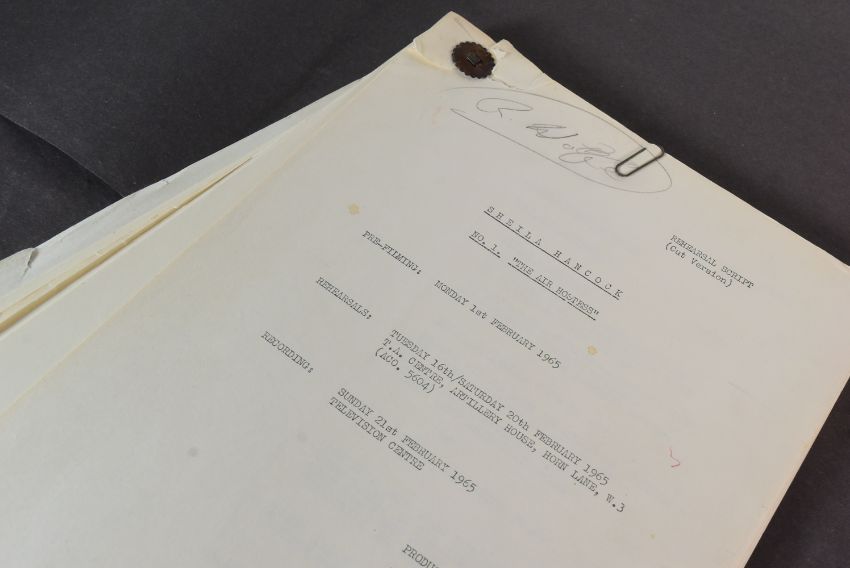 R.
REHEARSAL SCRIPT
(Cut Version)
SHEILA HANCOCK
NO. 1. "THE AIR HOSTESS"
PRE-FILMING: MONDAY 1st FEBRUARY 1965
REHEARSALS: TUESDAY 16th/SATURDAY 20th FEBRUARY 1965
T.A. CENTRE, ARTILLERY HOUSE, HORN LANE, W.3
(ACO. 5604)
RECORDING: SUNDAY 21st FEBRUARY 1965
TELEVISION CENTRE